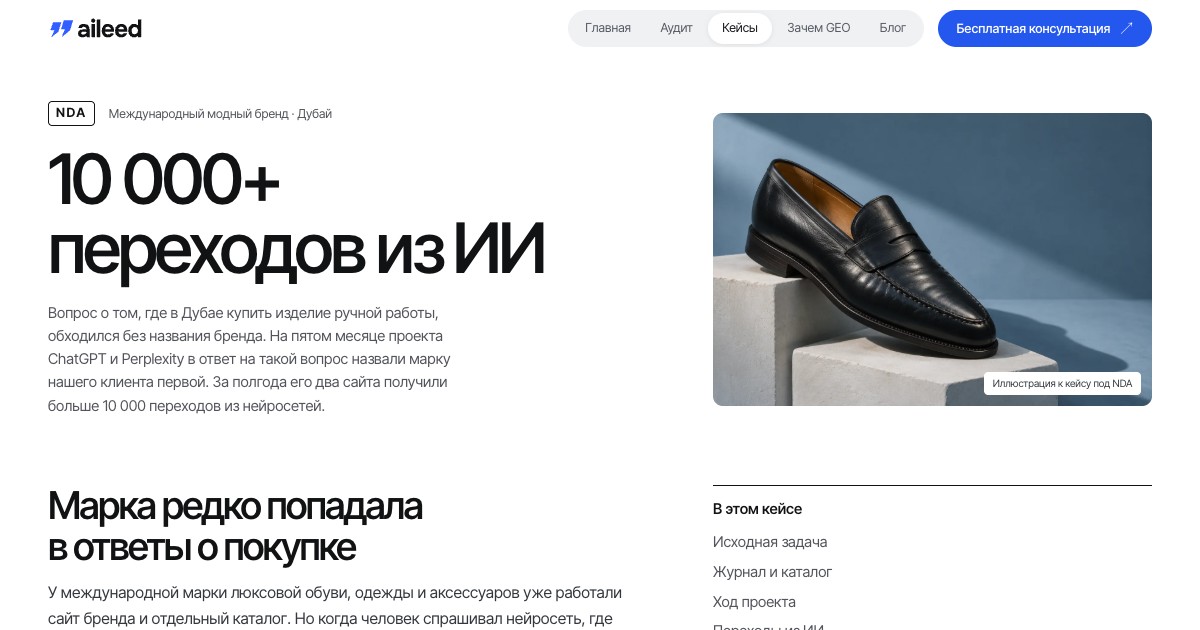 aileed
Главная
Аудит
Кейсы
Зачем GEO
Блог
Бесплатная консультация
NDA
Международный модный бренд · Дубай
10 000+
переходов из ИИ
Вопрос о том, где в Дубае купить изделие ручной работы,
обходился без названия бренда. На пятом месяце проекта
ChatGPT и Perplexity в ответ на такой вопрос назвали марку
нашего клиента первой. За полгода его два сайта получили
больше 10 000 переходов из нейросетей.
Иллюстрация к кейсу под NDA
Марка редко попадала
в ответы о покупке
У международной марки люксовой обуви, одежды и аксессуаров уже работали
сайт бренда и отдельный каталог. Но когда человек спрашивал нейросеть, где
В этом кейсе
Исходная задача
Журнал и каталог
Ход проекта
Переходы из ИИ